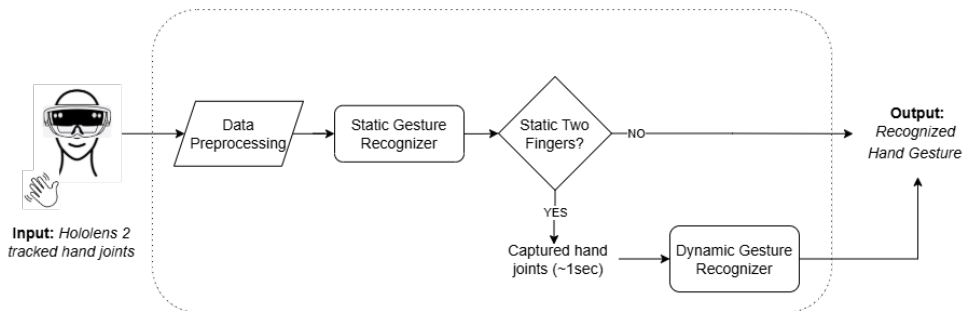 Input: Hololens 2
tracked hand joints
Data
Preprocessing
Static Gesture
Recognizer
Static Two
Fingers?
NO
YES
Captured hand
joints (~1sec)
Dynamic Gesture
Recognizer
Output:
Recognized
Hand Gesture